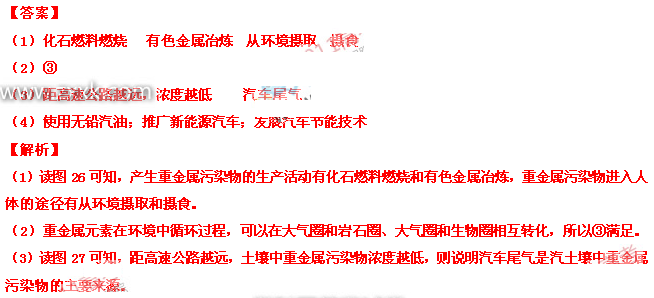 【答案】
（1）化石燃料燃烧 有色金属冶炼 从环境摄取 摄食
（2）③
（3）距高速公路越远，浓度越低 汽车尾气
（4）使用无铅汽油；推广新能源汽车；发展汽车节能技术
【解析】
（1）读图26可知，产生重金属污染物的生产活动有化石燃料燃烧和有色金属冶炼，重金属污染物进入人
体的途径有从环境摄取和摄食。
（2）重金属元素在环境中循环过程，可以在大气圈和岩石圈、大气圈和生物圈相互转化，所以③满足。
（3）读图27可知，距高速公路越远，土壤中重金属污染物浓度越低，则说明汽车尾气是汽土壤中重金属
污染物的主要来源。